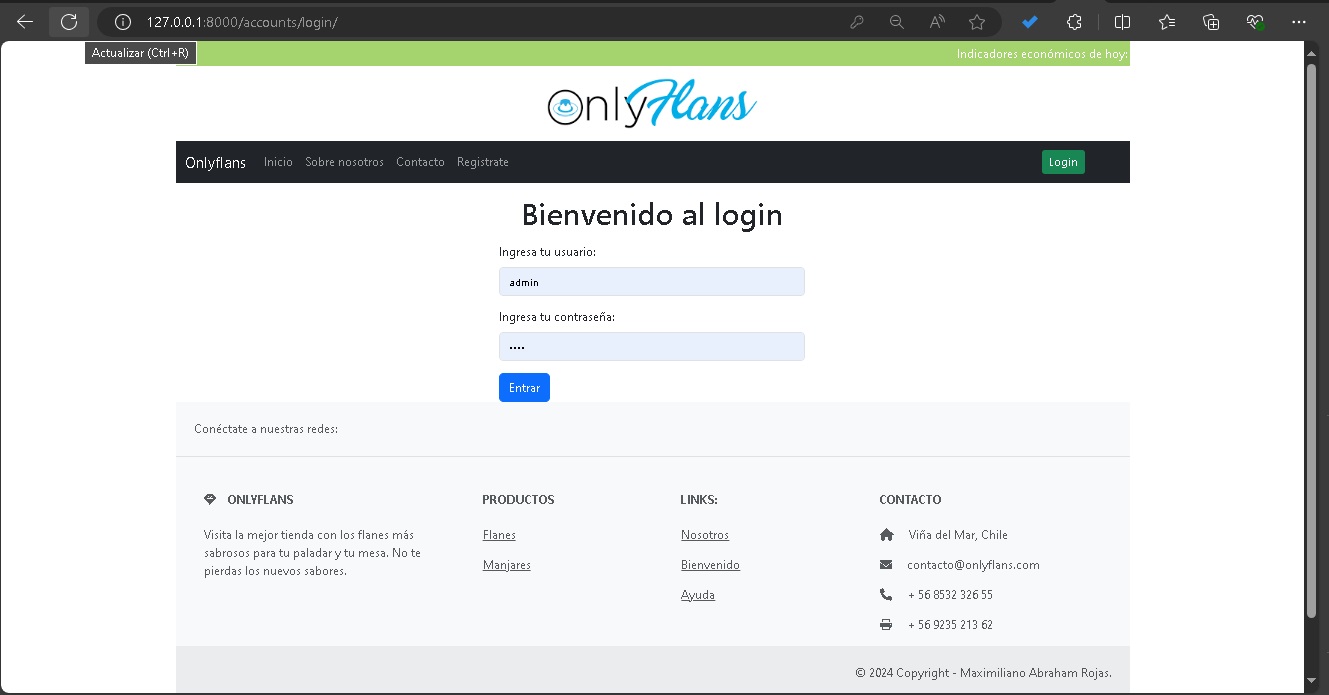 127.0.0.1:8000/accounts/login/
Actualizar (Ctrl+R)
Indicadores económicos de hoy:
OnlyFlans
Onlyflans Inicio Sobre nosotros Contacto Registrate Login
Bienvenido al login
Ingresa tu usuario:
admin
Ingresa tu contraseña:
••••
Entrar
Conéctate a nuestras redes:
ONLYFLANS
Visita la mejor tienda con los flanes más
sabrosos para tu paladar y tu mesa. No te
pierdas los nuevos sabores.
PRODUCTOS
Flanes
Manjares
LINKS:
Nosotros
Bienvenido
Ayuda
CONTACTO
Viña del Mar, Chile
contacto@onlyflans.com
+ 56 8532 326 55
+ 56 9235 213 62
© 2024 Copyright - Maximiliano Abraham Rojas.